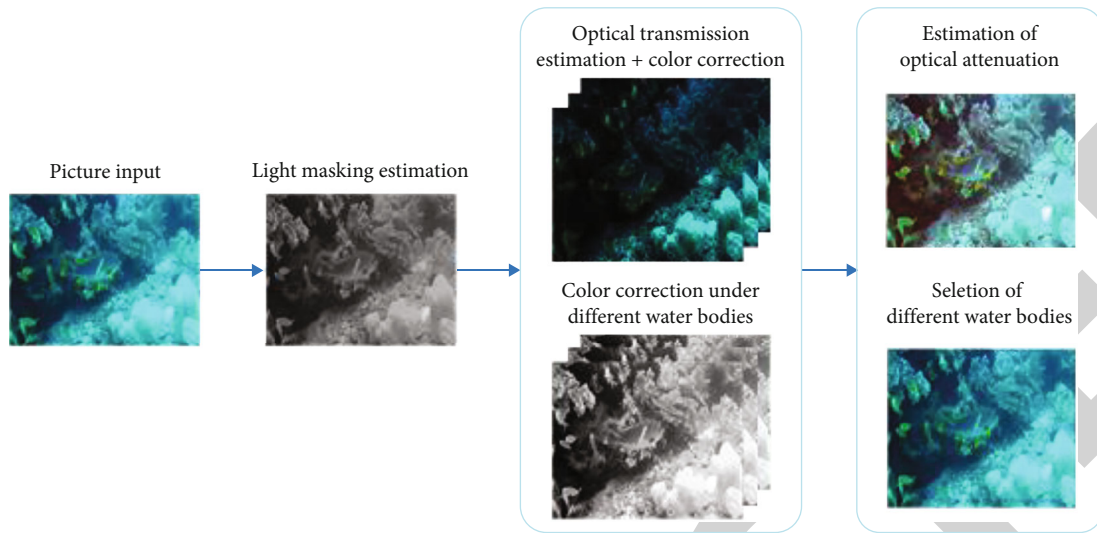 Picture input
Light masking estimation
Optical transmission
estimation + color correction
Color correction under
different water bodies
Estimation of
optical attenuation
Seletion of
different water bodies